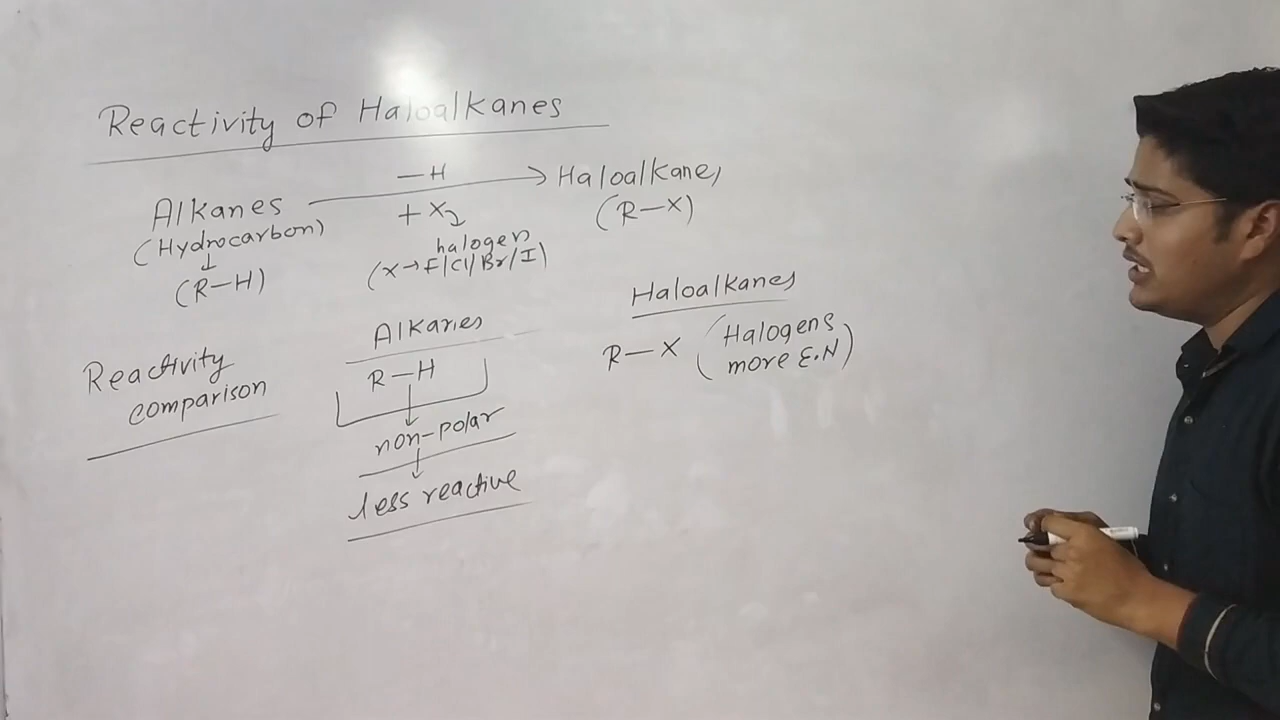 Reactivity of Haloalkanes
Alkanes
(Hydrocarbon)
↓
(R-H)
-H
+ X2
halogen
(X→F/Cl/Br/I)
Haloalkanes
(R-X)
Reactivity
comparison
Alkanes
R-H
↓
non-polar
↓
less reactive
Haloalkanes
R-X (Halogens
more E.N)